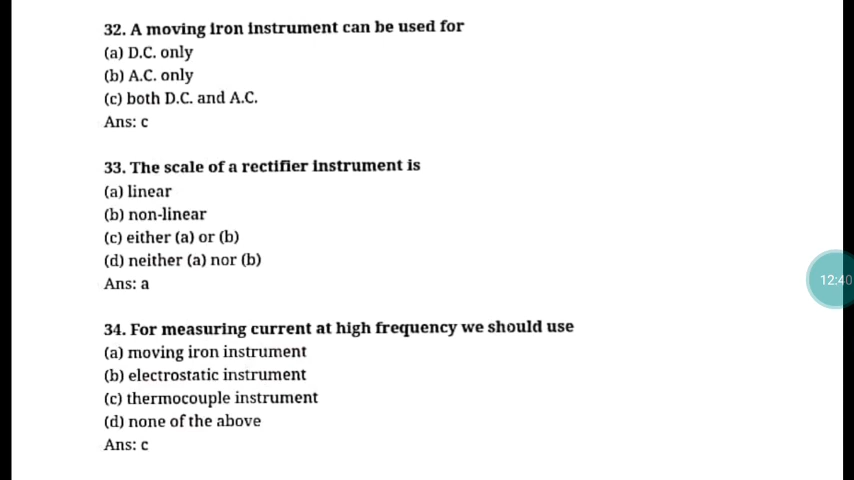 32. A moving iron instrument can be used for
(a) D.C. only
(b) A.C. only
(c) both D.C. and A.C.
Ans: c
33. The scale of a rectifier instrument is
(a) linear
(b) non-linear
(c) either (a) or (b)
(d) neither (a) nor (b)
Ans: a
12:40
34. For measuring current at high frequency we should use
(a) moving iron instrument
(b) electrostatic instrument
(c) thermocouple instrument
(d) none of the above
Ans: c